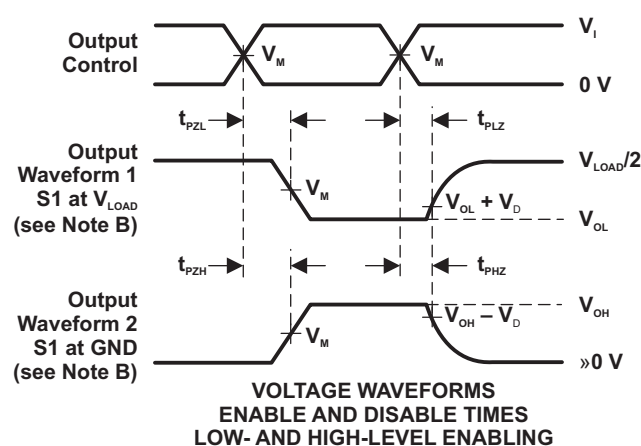 Output
Control
V_M
V_M
V_I
0 V
t_PZL
t_PLZ
Output
Waveform 1
S1 at V_LOAD
(see Note B)
V_M
V_LOAD/2
V_OL + V_D
V_OL
t_PZH
t_PHZ
Output
Waveform 2
S1 at GND
(see Note B)
V_M
V_OH
V_OH – V_D
»0 V
VOLTAGE WAVEFORMS
ENABLE AND DISABLE TIMES
LOW- AND HIGH-LEVEL ENABLING